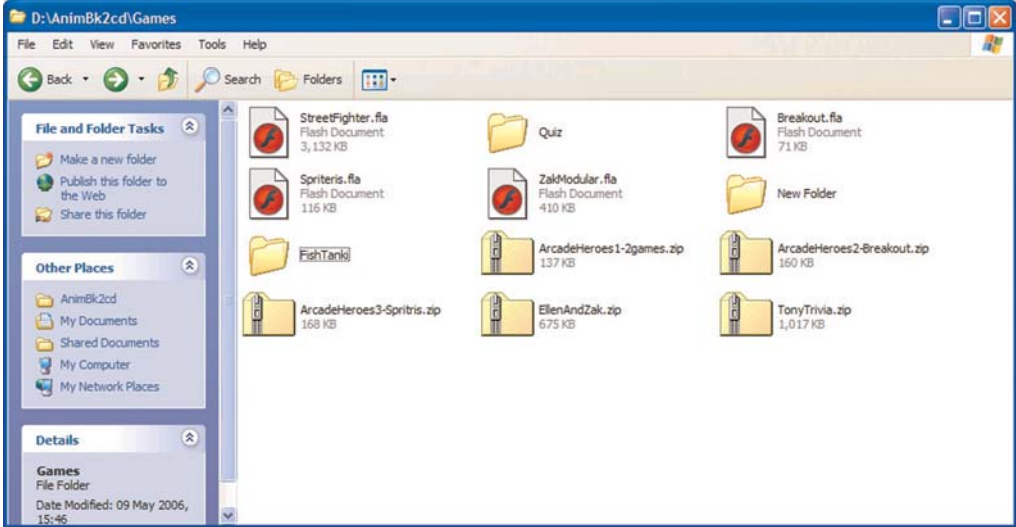 D:\AnimBk2cd\Games
File Edit View Favorites Tools Help
Back Search Folders
File and Folder Tasks
Make a new folder
Publish this folder to
the Web
Share this folder
Other Places
AnimBk2cd
My Documents
Shared Documents
My Computer
My Network Places
Details
Games
File Folder
Date Modified: 09 May 2006,
15:46
StreetFighter.fla
Flash Document
3,132 KB
Quiz
Breakout.fla
Flash Document
71 KB
Spriteris.fla
Flash Document
116 KB
ZakModular.fla
Flash Document
410 KB
New Folder
FishTanki
ArcadeHeroes1-2games.zip
137 KB
ArcadeHeroes2-Breakout.zip
160 KB
ArcadeHeroes3-Spritris.zip
168 KB
EllenAndZak.zip
675 KB
TonyTrivia.zip
1,017 KB